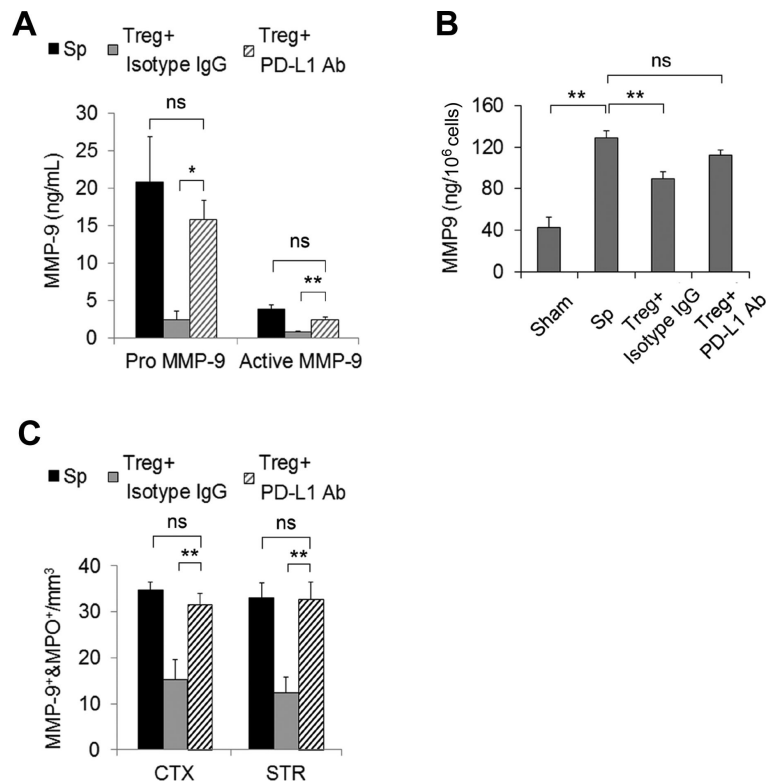 A
Sp
Treg+
Isotype IgG
Treg+
PD-L1 Ab
MMP-9 (ng/mL)
30
25
20
15
10
5
0
ns
*
ns
**
Pro MMP-9
Active MMP-9
B
MMP9 (ng/10⁶ cells)
160
120
80
40
0
ns
**
**
Sham
Sp
Treg+
Isotype IgG
Treg+
PD-L1 Ab
C
Sp
Treg+
Isotype IgG
Treg+
PD-L1 Ab
MMP-9⁺&MPO⁺/mm³
40
30
20
10
0
ns
**
ns
**
CTX
STR